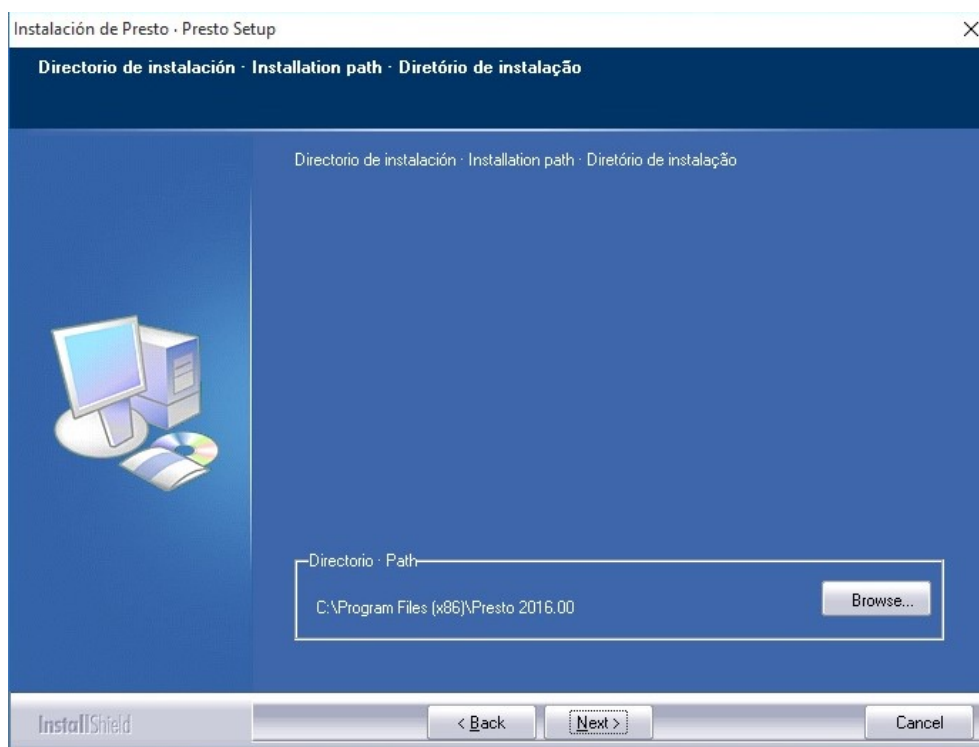 Instalación de Presto · Presto Setup
Directorio de instalación · Installation path · Diretório de instalação
Directorio de instalación · Installation path · Diretório de instalação
Directorio · Path
C:\Program Files (x86)\Presto 2016.00
Browse...
InstallShield
< Back
Next >
Cancel